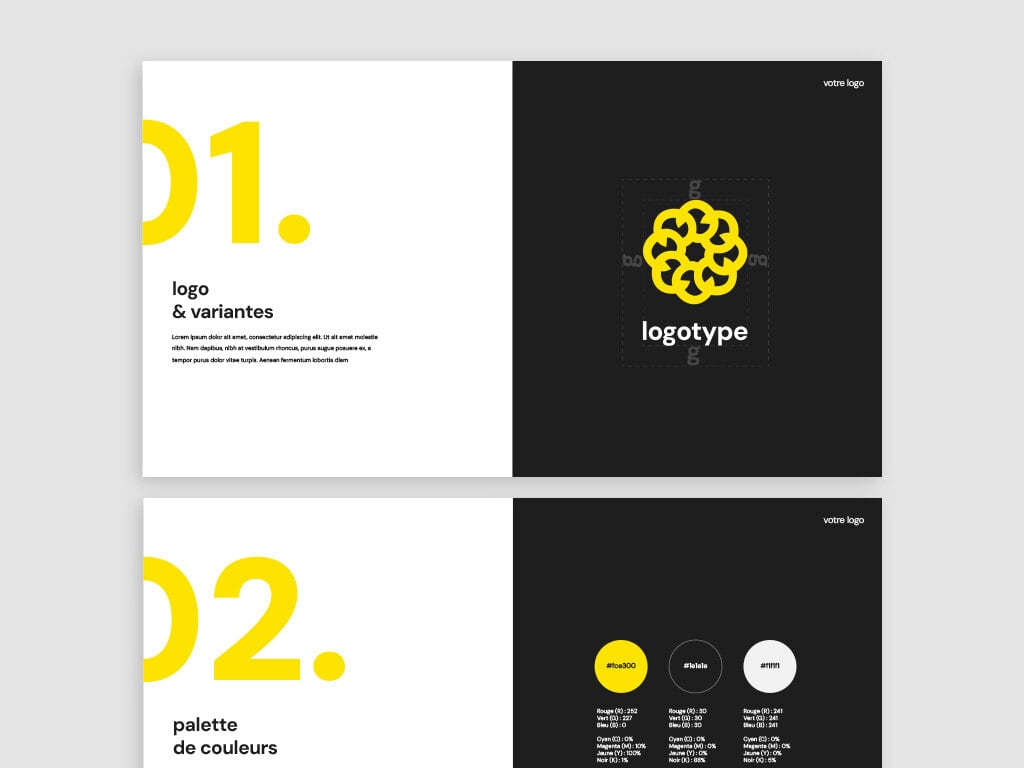 01.
logo
& variantes
Lorem ipsum dolor sit amet, consectetur adipiscing elit. Ut sit amet molestie
nibh. Nam dapibus, nibh at vestibulum rhoncus, purus augue posuere ex, a
tempor purus dolor vitae turpis. Aenean fermentum lobortis diam
votre logo
g
g
g
logotype
g
02.
palette
de couleurs
votre logo
#fce300
#1e1e1e
#f1f1f1
Rouge (R) : 252
Vert (G) : 227
Bleu (B) : 0
Cyan (C) : 0%
Magenta (M) : 10%
Jaune (Y) : 100%
Noir (K) : 1%
Rouge (R) : 30
Vert (G) : 30
Bleu (B) : 30
Cyan (C) : 0%
Magenta (M) : 0%
Jaune (Y) : 0%
Noir (K) : 88%
Rouge (R) : 241
Vert (G) : 241
Bleu (B) : 241
Cyan (C) : 0%
Magenta (M) : 0%
Jaune (Y) : 0%
Noir (K) : 5%